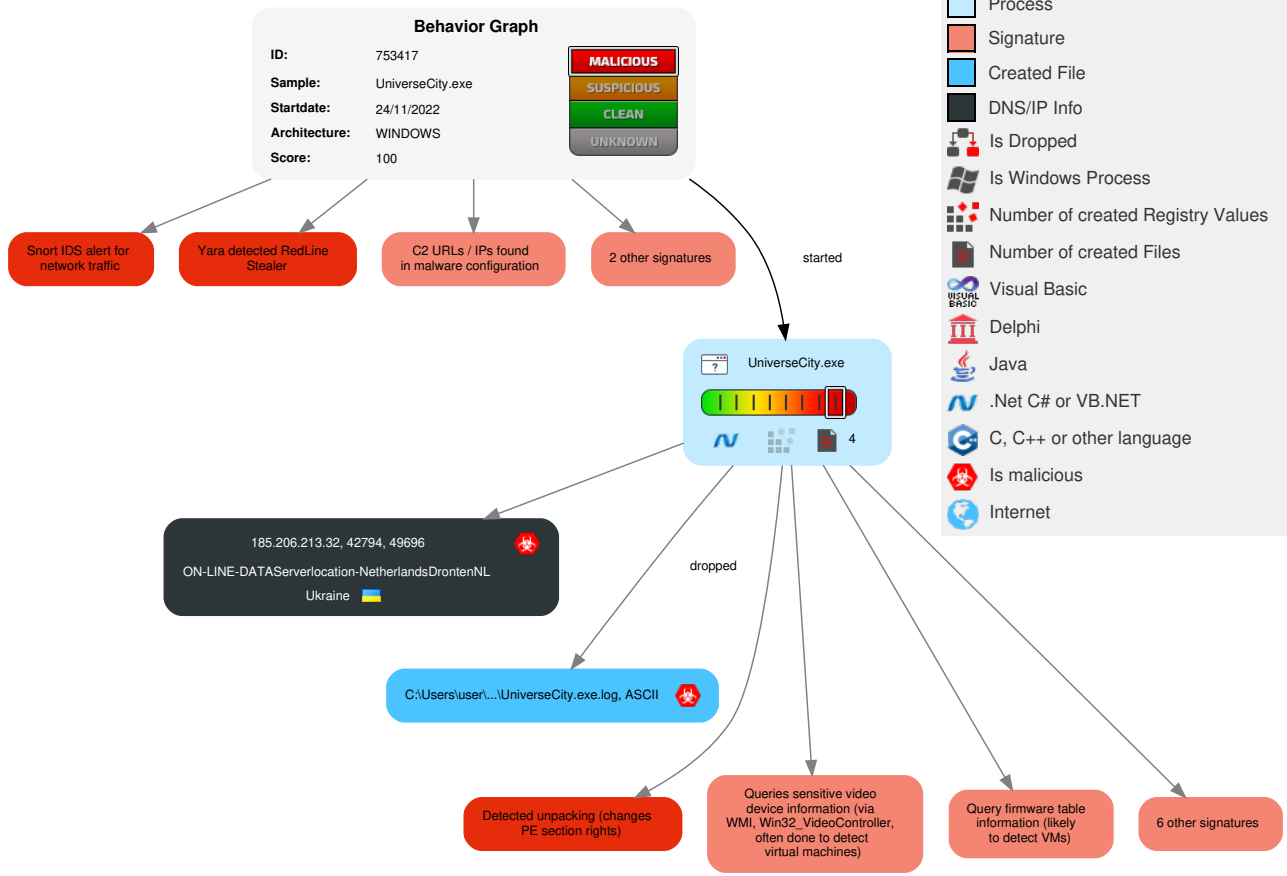 Behavior Graph
ID: 753417
Sample: UniverseCity.exe
Startdate: 24/11/2022
Architecture: WINDOWS
Score: 100
MALICIOUS
SUSPICIOUS
CLEAN
UNKNOWN
Process
Signature
Created File
DNS/IP Info
Is Dropped
Is Windows Process
Number of created Registry Values
Number of created Files
VISUAL
BASIC
Visual Basic
Delphi
Java
.Net C# or VB.NET
C, C++ or other language
Is malicious
Internet
Snort IDS alert for
network traffic
Yara detected RedLine
Stealer
C2 URLs / IPs found
in malware configuration
2 other signatures
started
?
UniverseCity.exe
4
185.206.213.32, 42794, 49696
ON-LINE-DATAServerlocation-NetherlandsDrontenNL
Ukraine
dropped
C:\Users\user\...\UniverseCity.exe.log, ASCII
Detected unpacking (changes
PE section rights)
Queries sensitive video
device information (via
WMI, Win32_VideoController,
often done to detect
virtual machines)
Query firmware table
information (likely
to detect VMs)
6 other signatures